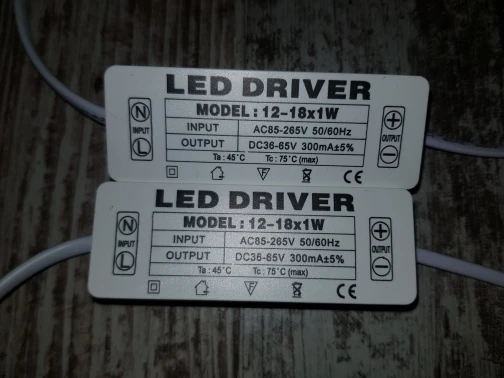 LED DRIVER
MODEL : 12-18x1W
INPUT AC85-265V 50/60Hz
OUTPUT DC36-65V 300mA±5%
Ta : 45°C Tc : 75°C (max)
N INPUT L
+ OUTPUT −
F CE
LED DRIVER
MODEL : 12-18x1W
INPUT AC85-265V 50/60Hz
OUTPUT DC36-65V 300mA±5%
Ta : 45°C Tc : 75°C (max)
N INPUT L
+ OUTPUT −
F CE